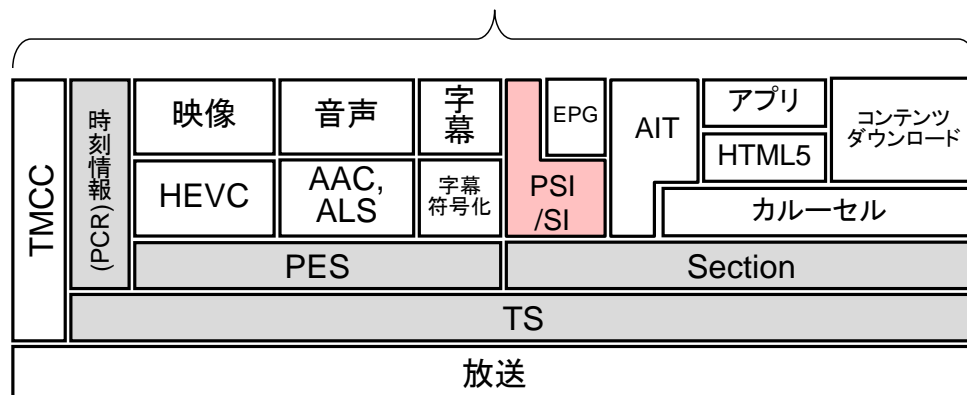 TMCC
時刻情報
(PCR)
映像
音声
字
幕
EPG
AIT
アプリ
コンテンツ
ダウンロード
HTML5
HEVC
AAC,
ALS
字幕
符号化
PSI
/SI
カルーセル
PES
Section
TS
放送